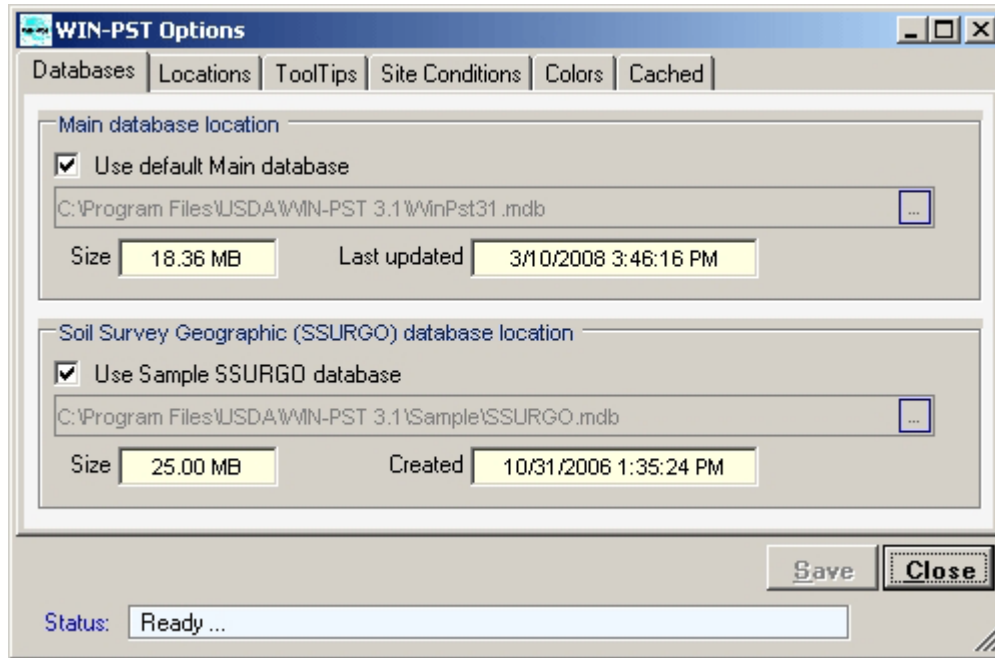 WIN-PST Options
Databases Locations ToolTips Site Conditions Colors Cached
Main database location
Use default Main database
C:\Program Files\USDA\WIN-PST 3.1\WinPst31.mdb ...
Size 18.36 MB Last updated 3/10/2008 3:46:16 PM
Soil Survey Geographic (SSURGO) database location
Use Sample SSURGO database
C:\Program Files\USDA\WIN-PST 3.1\Sample\SSURGO.mdb ...
Size 25.00 MB Created 10/31/2006 1:35:24 PM
Save Close
Status: Ready ...